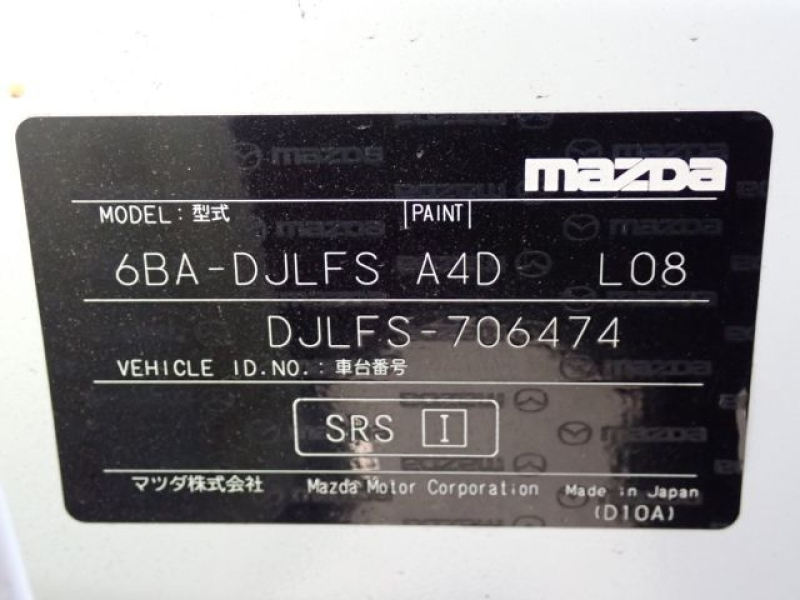 mazda
MODEL: 型式 PAINT
6BA-DJLFS A4D L08
DJLFS-706474
VEHICLE ID.NO.: 車台番号
SRS I
マツダ株式会社 Mazda Motor Corporation Made in Japan
(D10A)